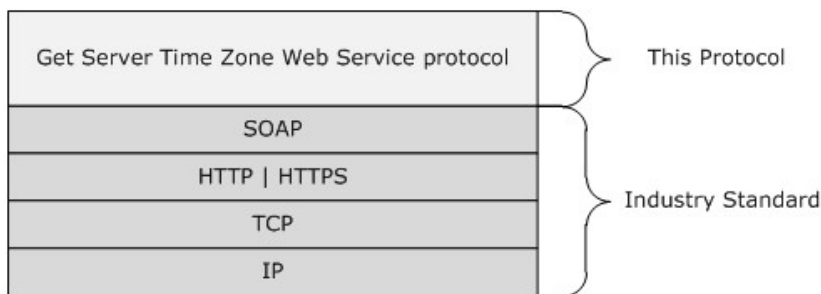 Get Server Time Zone Web Service protocol
This Protocol
SOAP
HTTP | HTTPS
Industry Standard
TCP
IP